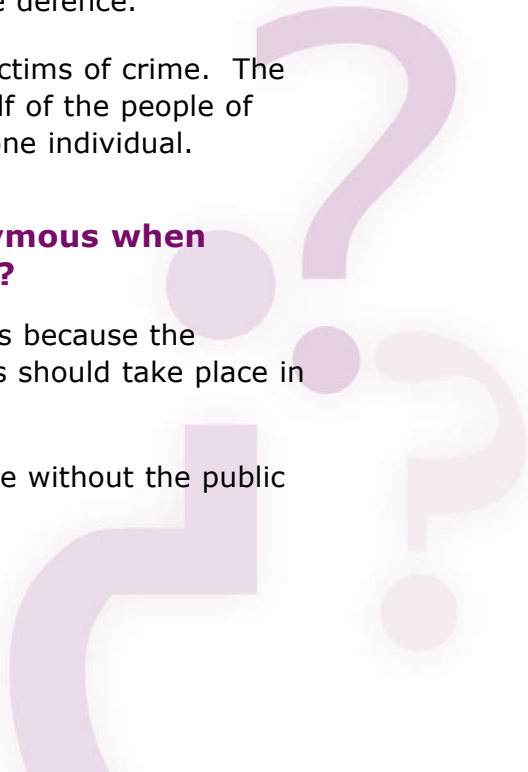 defence.
ctims of crime. The
lf of the people of
one individual.
ymous when
?
s because the
s should take place in
e without the public